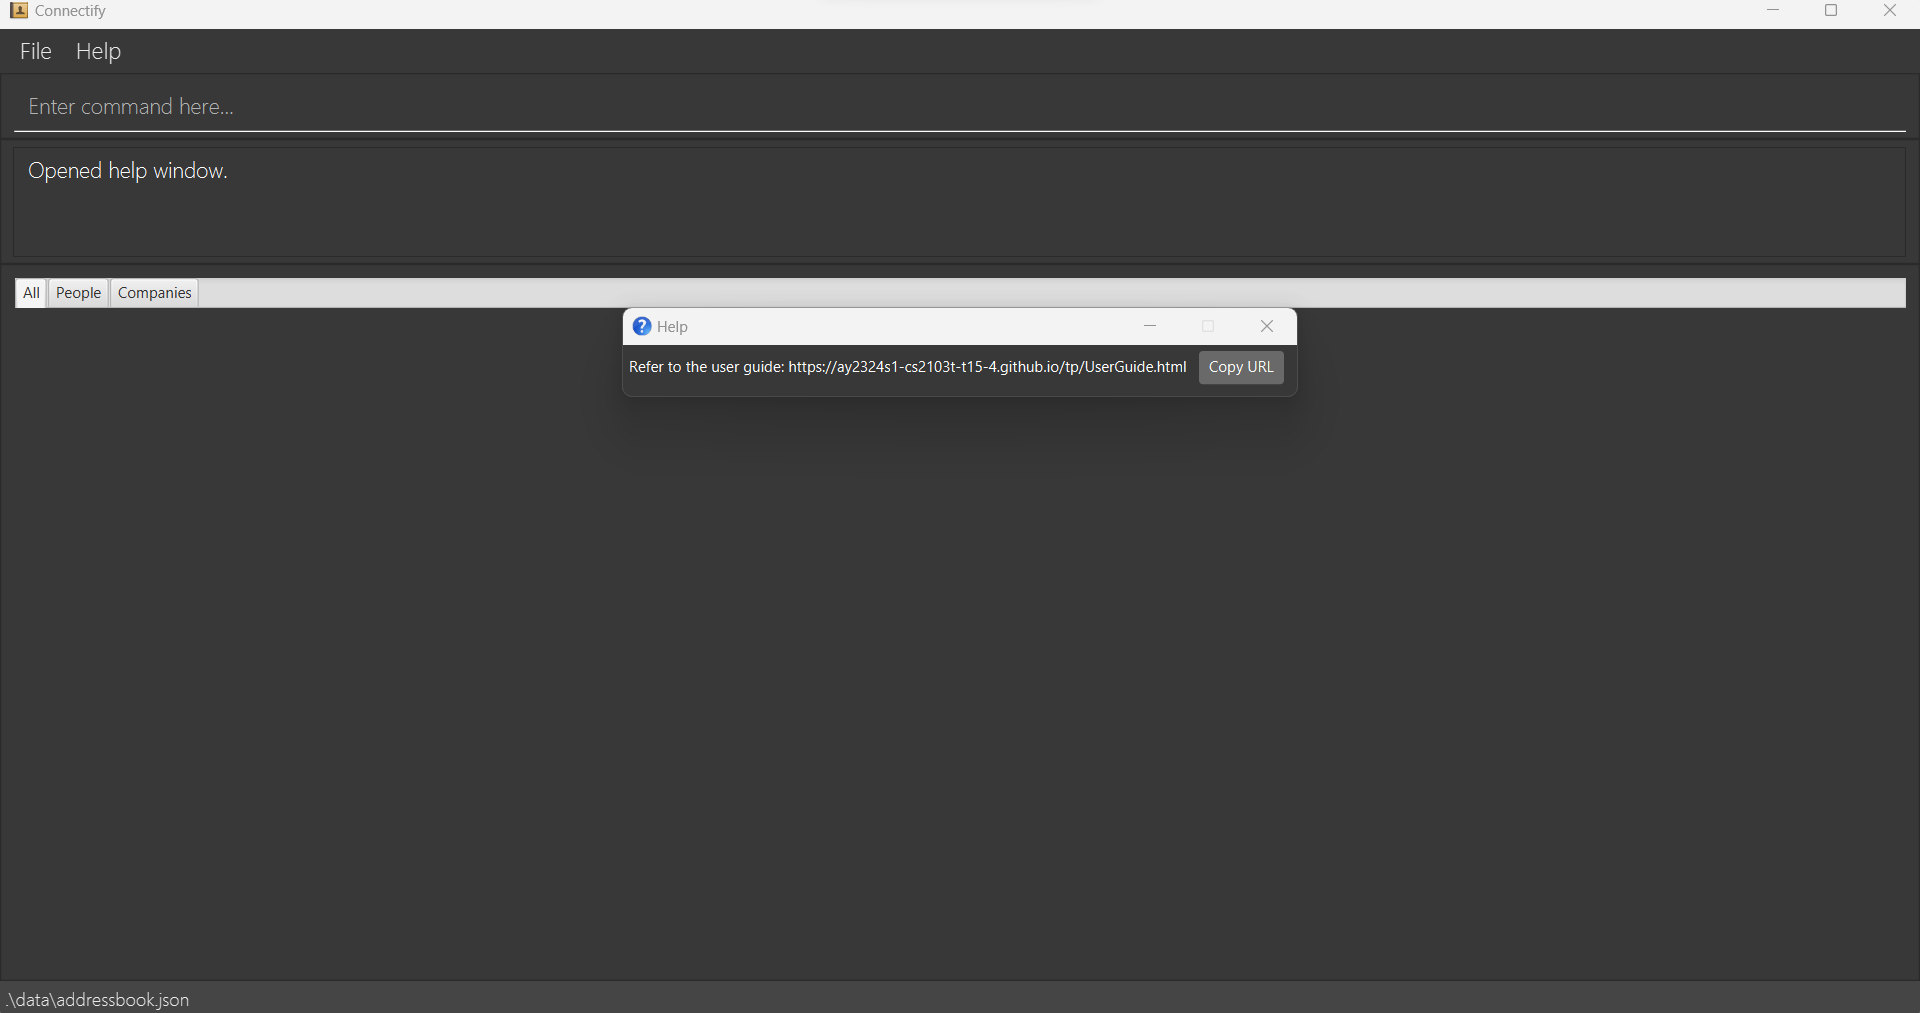 Connectify
File Help
Enter command here...
Opened help window.
All People Companies
Help
Refer to the user guide: https://ay2324s1-cs2103t-t15-4.github.io/tp/UserGuide.html Copy URL
.\data\addressbook.json